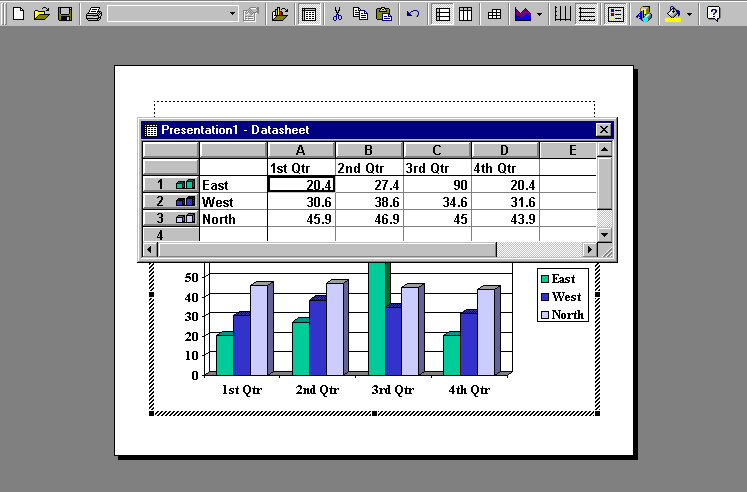 Presentation1 - Datasheet
A B C D E
1st Qtr 2nd Qtr 3rd Qtr 4th Qtr
1 East 20.4 27.4 90 20.4
2 West 30.6 38.6 34.6 31.6
3 North 45.9 46.9 45 43.9
4
50
40
30
20
10
0
1st Qtr 2nd Qtr 3rd Qtr 4th Qtr
East
West
North